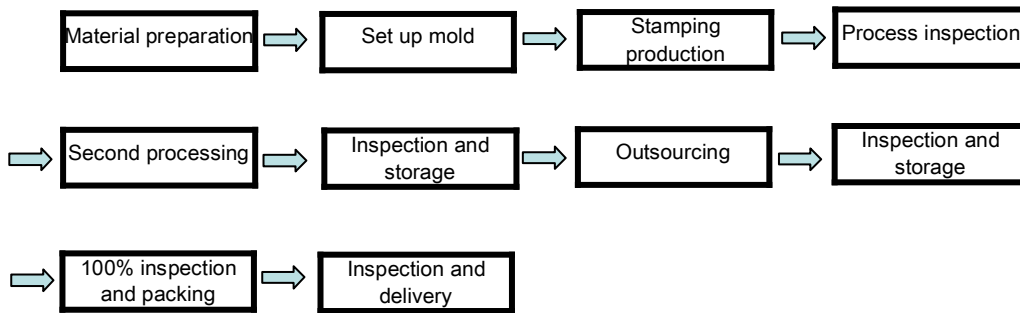 Material preparation
Set up mold
Stamping
production
Process inspection
Second processing
Inspection and
storage
Outsourcing
Inspection and
storage
100% inspection
and packing
Inspection and
delivery